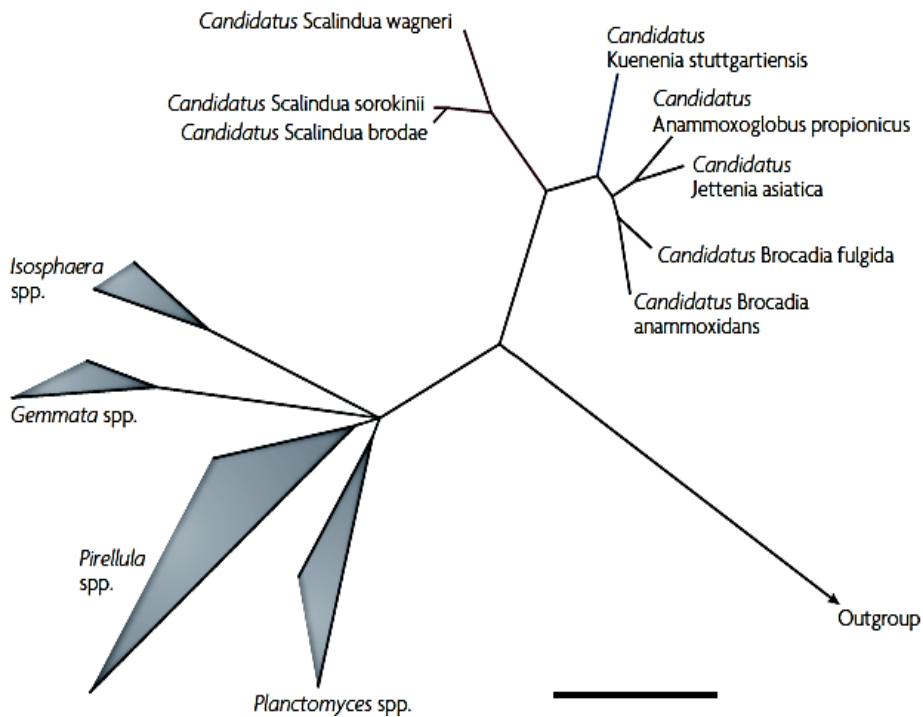 Candidatus Scalindua wagneri
Candidatus
Kuenenia stuttgartiensis
Candidatus Scalindua sorokinii
Candidatus Scalindua brodae
Candidatus
Anammoxoglobus propionicus
Candidatus
Jettenia asiatica
Candidatus Brocadia fulgida
Candidatus Brocadia
anammoxidans
Isosphaera
spp.
Gemmata spp.
Pirellula
spp.
Planctomyces spp.
Outgroup